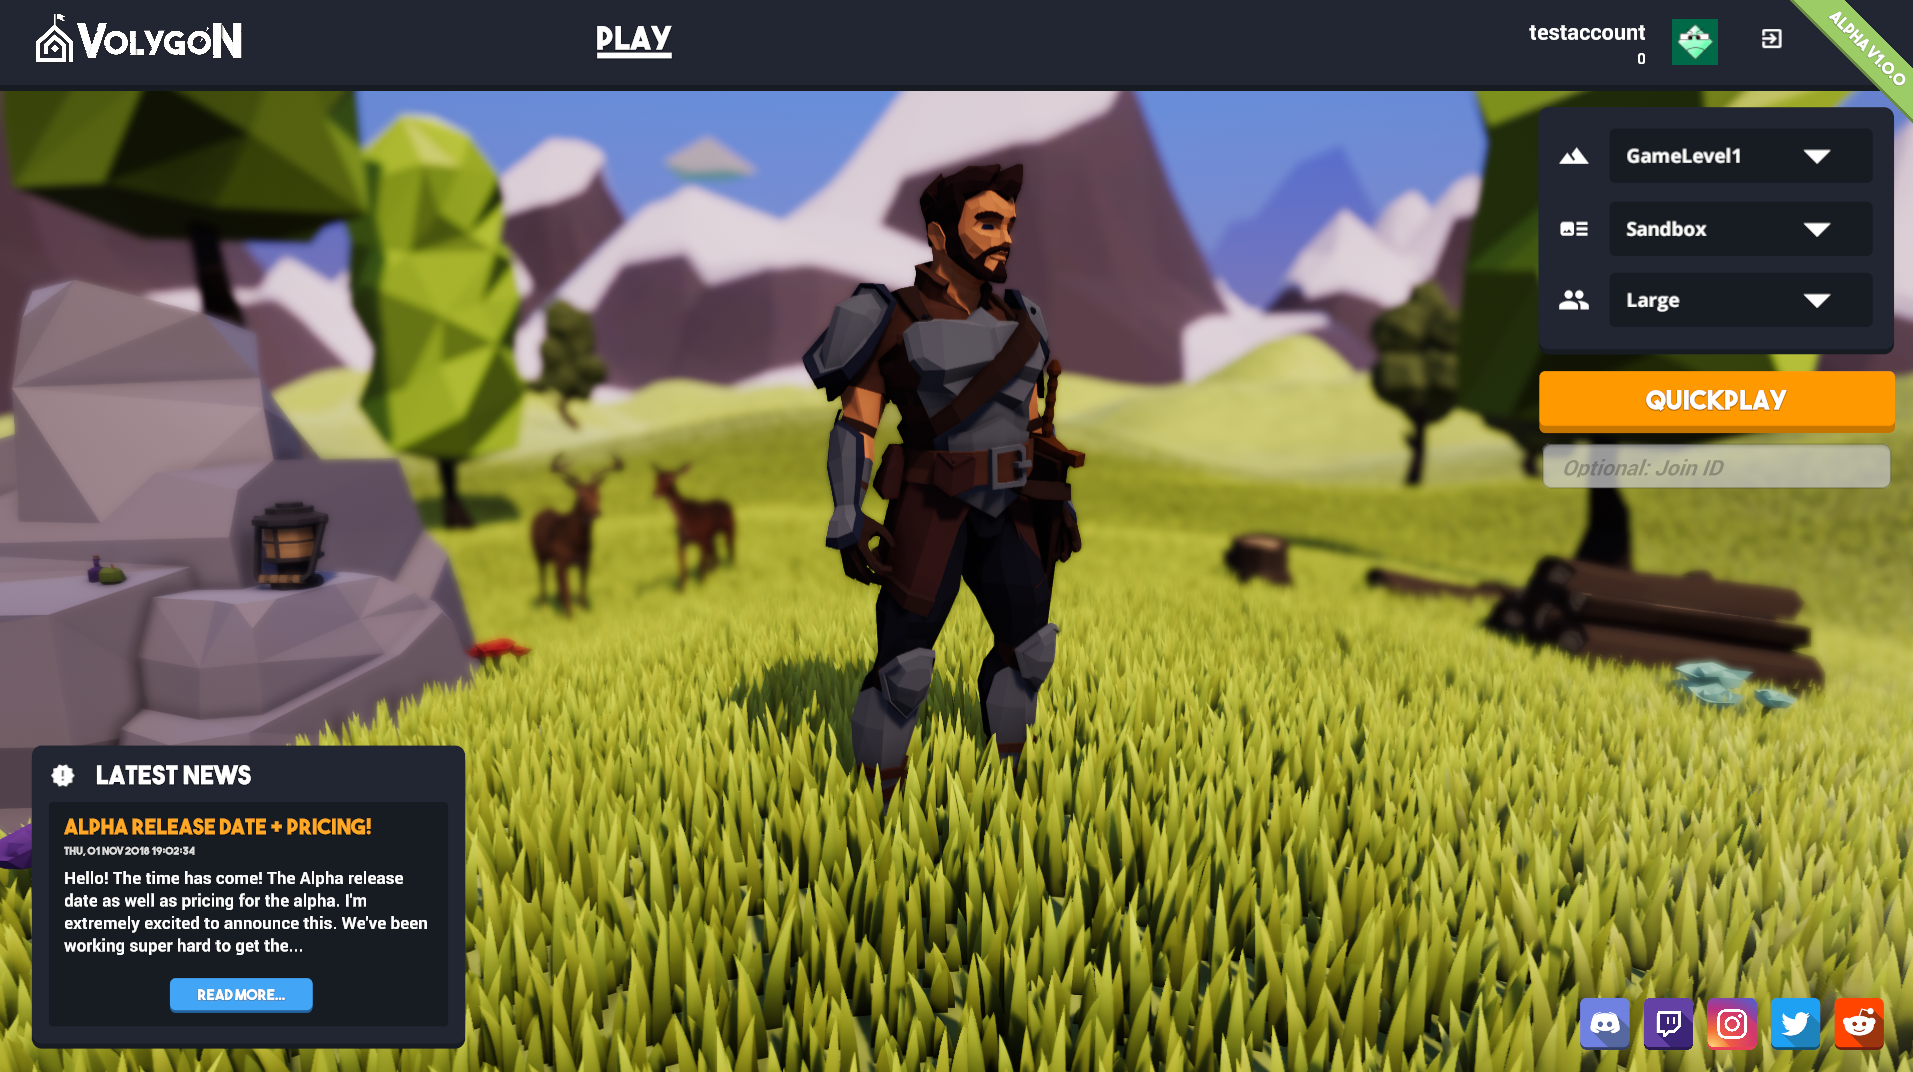 VOLYGON
PLAY
testaccount
0
ALPHA V1.0.0
GameLevel1
Sandbox
Large
QUICKPLAY
Optional: Join ID
LATEST NEWS
ALPHA RELEASE DATE + PRICING!
THU, 01 NOV 2018 19:02:34
Hello! The time has come! The Alpha release
date as well as pricing for the alpha. I'm
extremely excited to announce this. We've been
working super hard to get the...
READ MORE...